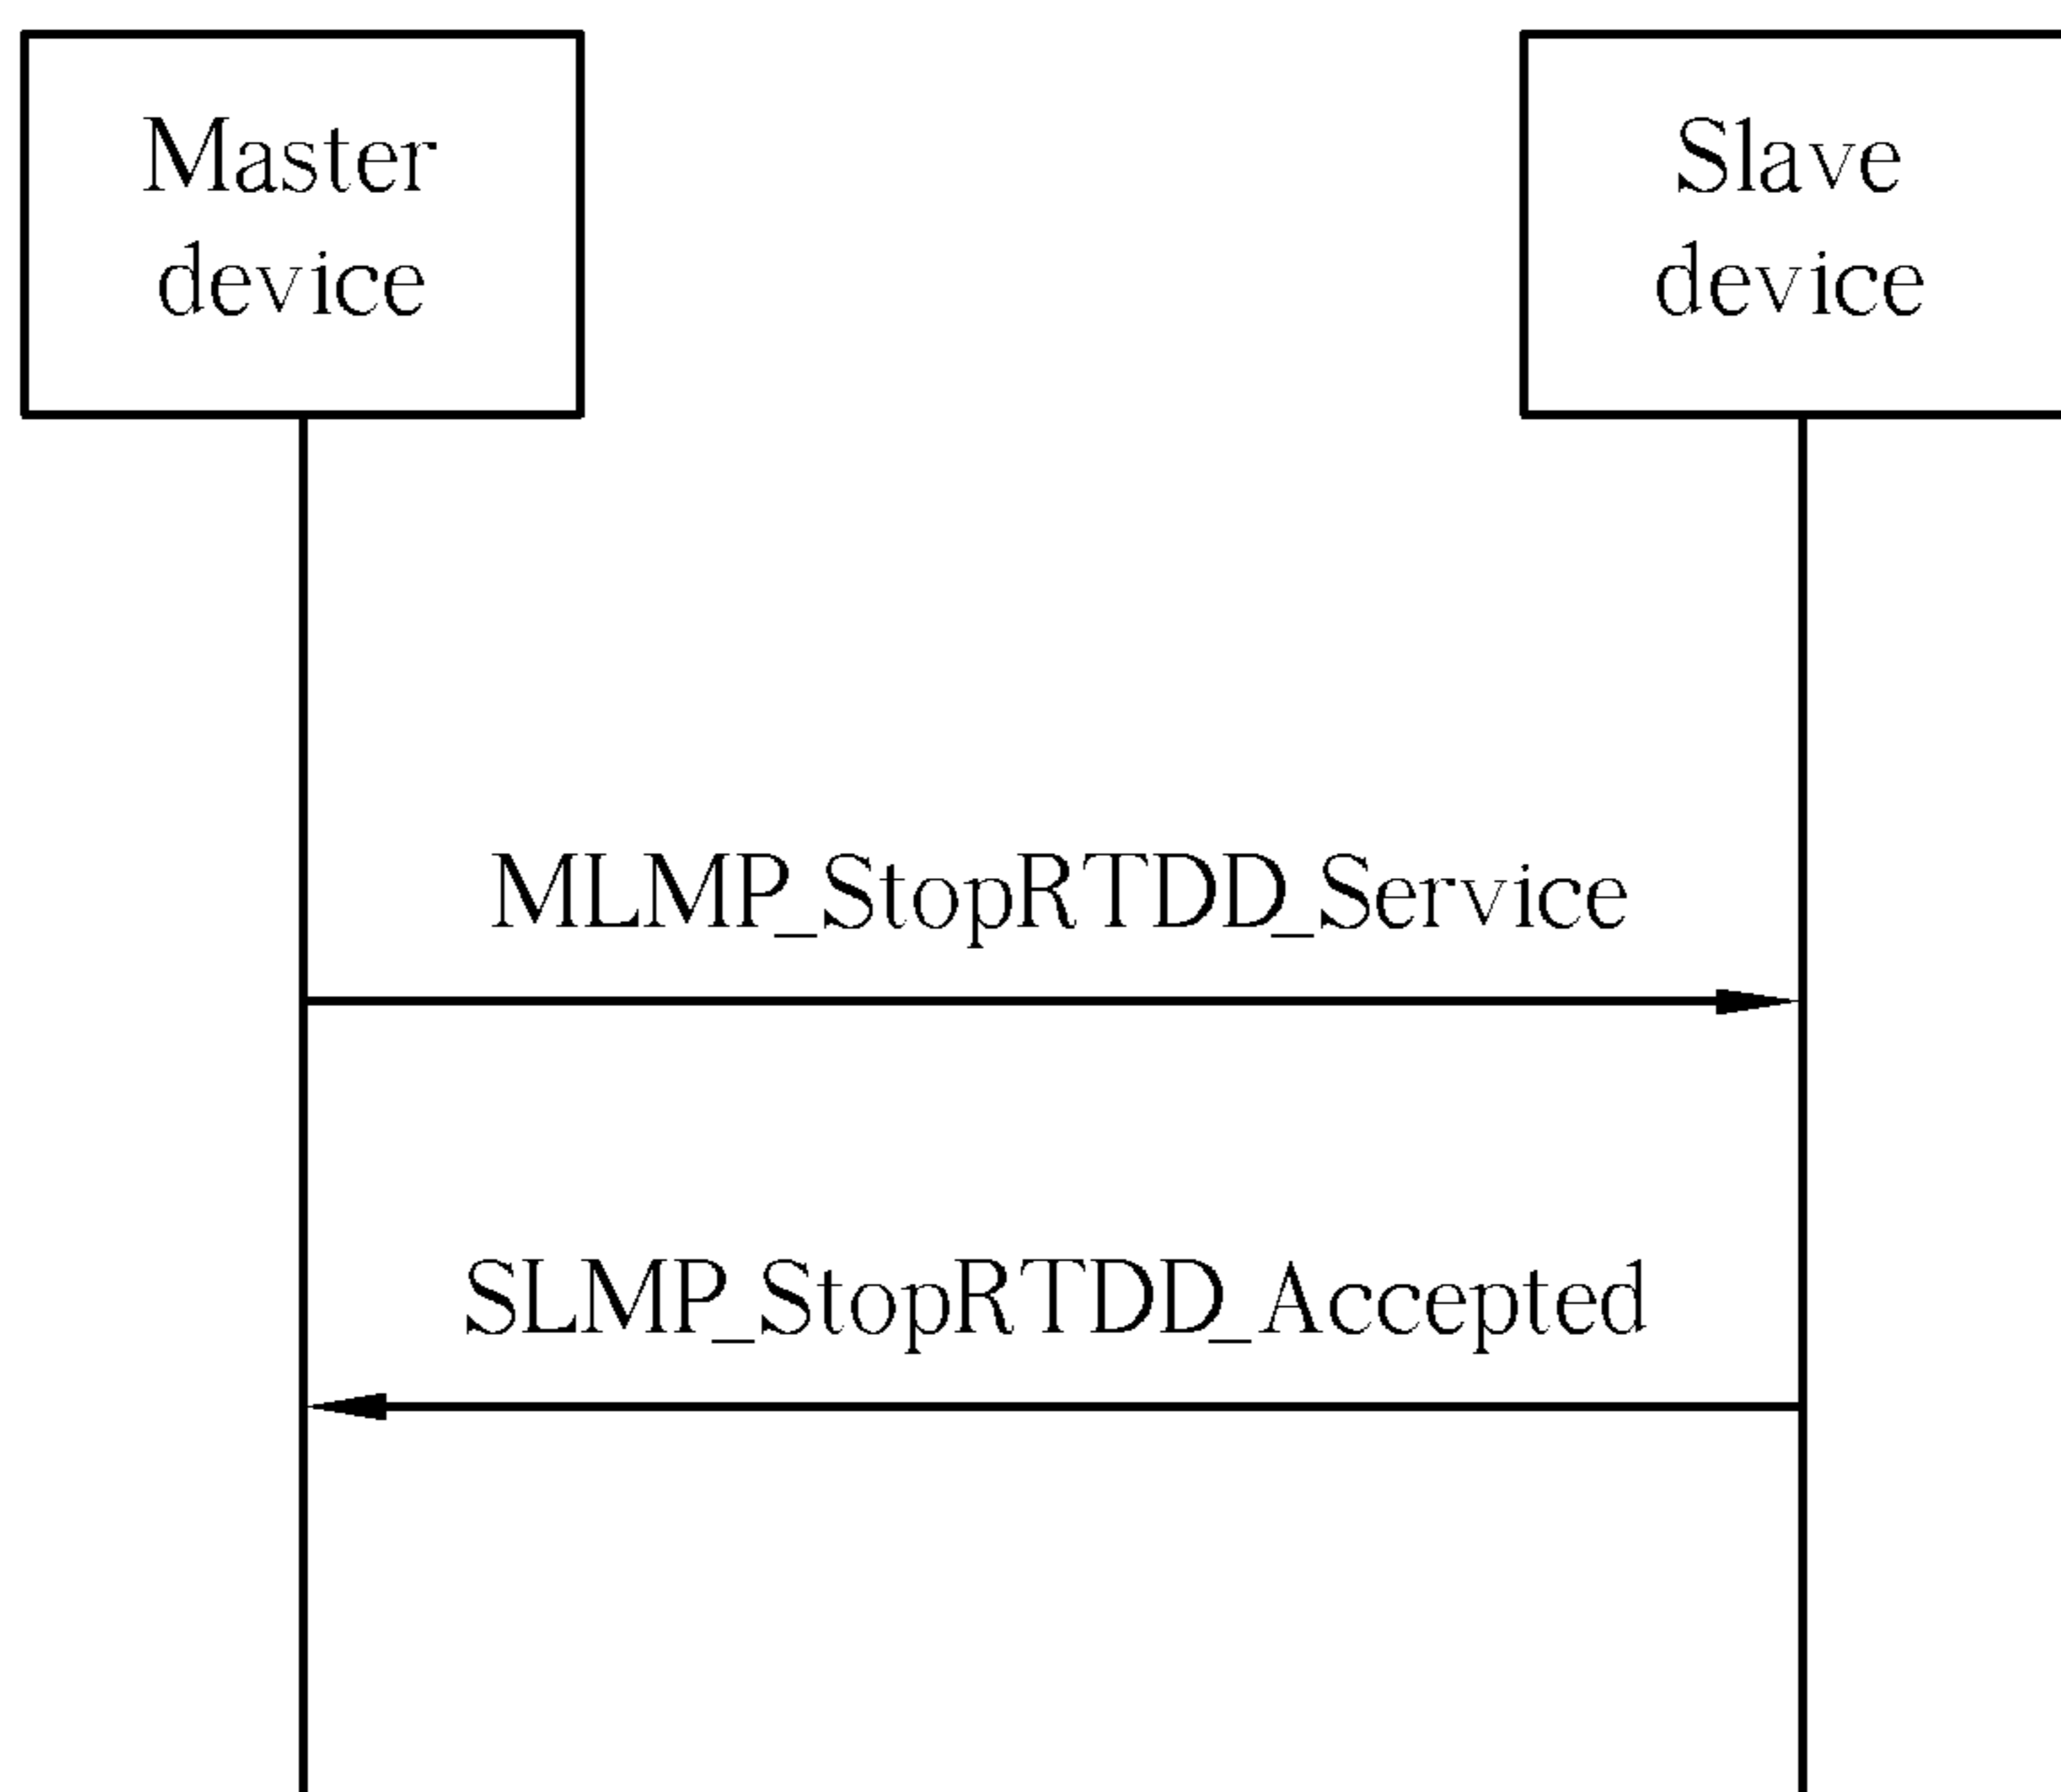 Master
device
Slave
device
MLMP_StopRTDD_Service
SLMP_StopRTDD_Accepted